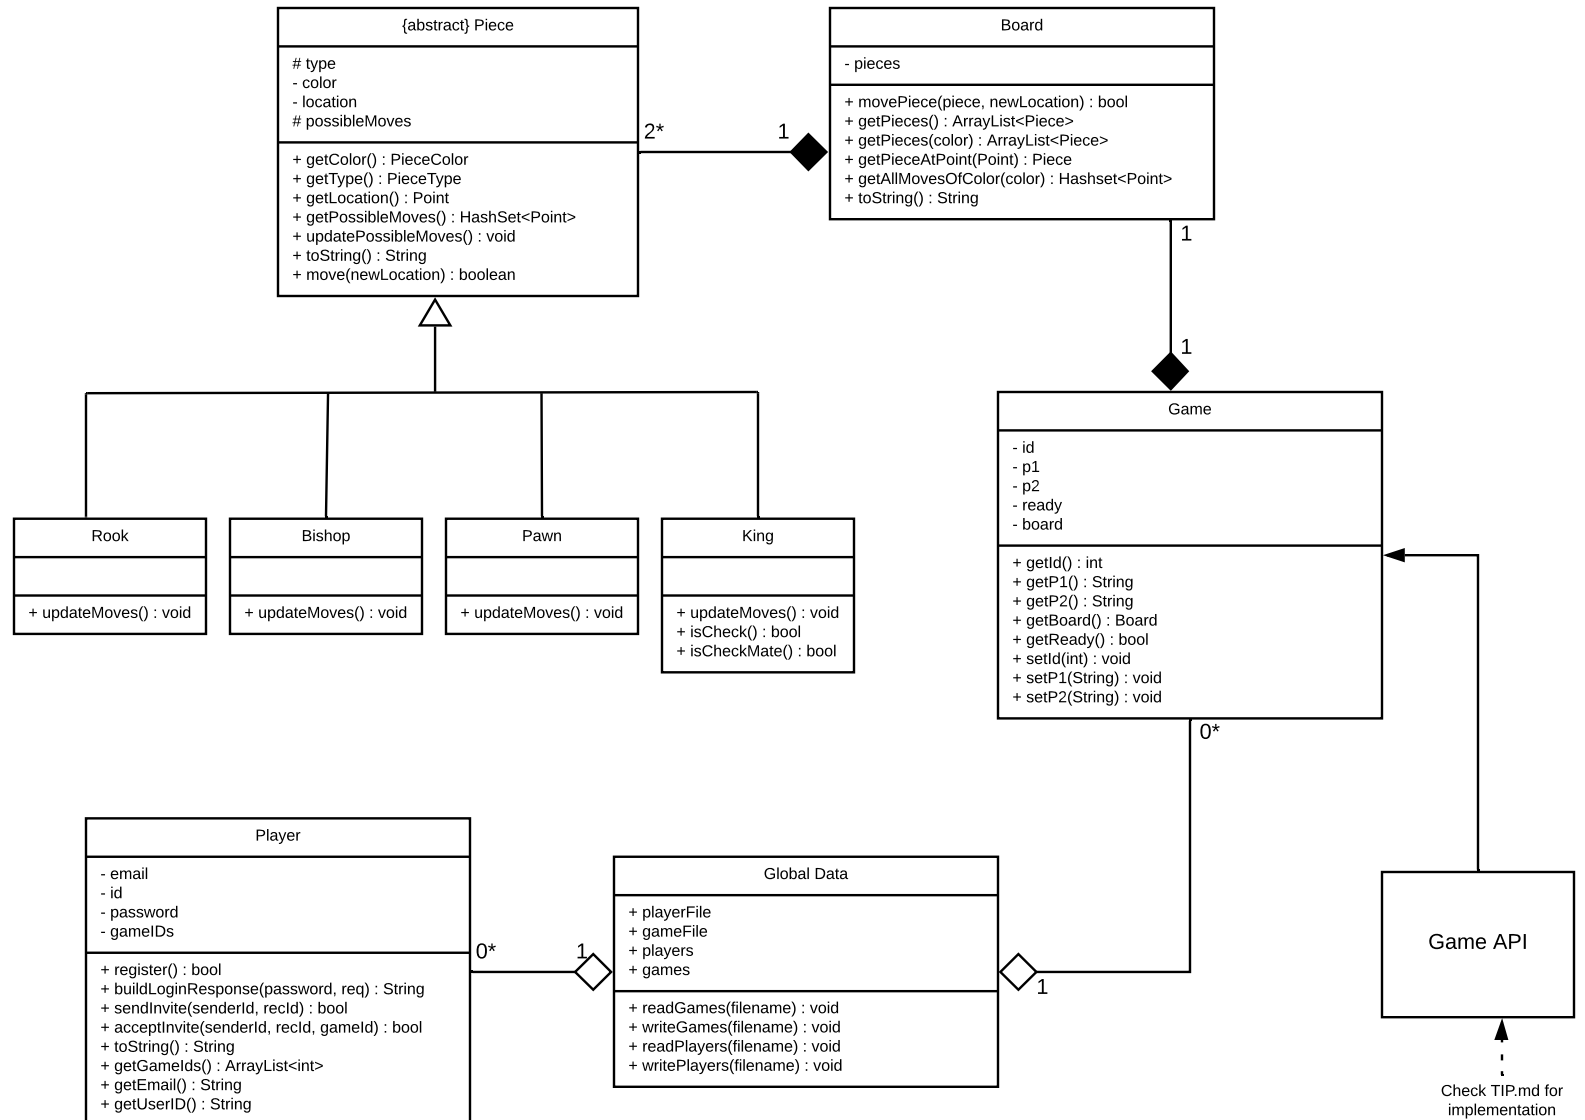 {abstract} Piece
# type
- color
- location
# possibleMoves
+ getColor() : PieceColor
+ getType() : PieceType
+ getLocation() : Point
+ getPossibleMoves() : HashSet<Point>
+ updatePossibleMoves() : void
+ toString() : String
+ move(newLocation) : boolean
2*
1
Board
- pieces
+ movePiece(piece, newLocation) : bool
+ getPieces() : ArrayList<Piece>
+ getPieces(color) : ArrayList<Piece>
+ getPieceAtPoint(Point) : Piece
+ getAllMovesOfColor(color) : Hashset<Point>
+ toString() : String
1
1
Rook
+ updateMoves() : void
Bishop
+ updateMoves() : void
Pawn
+ updateMoves() : void
King
+ updateMoves() : void
+ isCheck() : bool
+ isCheckMate() : bool
Game
- id
- p1
- p2
- ready
- board
+ getId() : int
+ getP1() : String
+ getP2() : String
+ getBoard() : Board
+ getReady() : bool
+ setId(int) : void
+ setP1(String) : void
+ setP2(String) : void
0*
Player
- email
- id
- password
- gameIDs
+ register() : bool
+ buildLoginResponse(password, req) : String
+ sendInvite(senderId, recId) : bool
+ acceptInvite(senderId, recId, gameId) : bool
+ toString() : String
+ getGameIds() : ArrayList<int>
+ getEmail() : String
+ getUserID() : String
0*
1
Global Data
+ playerFile
+ gameFile
+ players
+ games
+ readGames(filename) : void
+ writeGames(filename) : void
+ readPlayers(filename) : void
+ writePlayers(filename) : void
1
Game API
Check TIP.md for
implementation